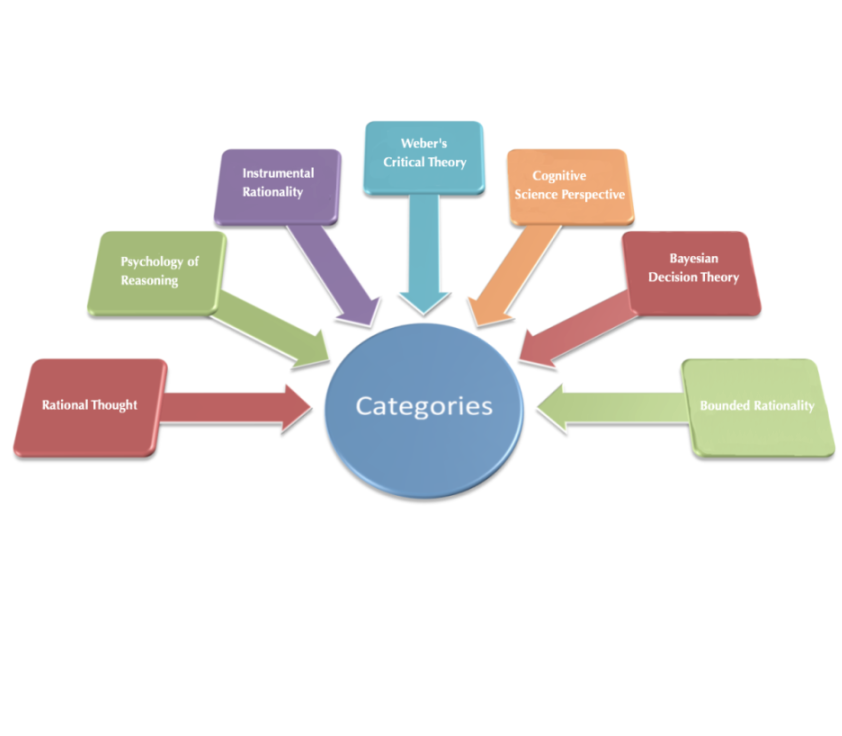 Weber's
Critical Theory
Instrumental
Rationality
Cognitive
Science Perspective
Psychology of
Reasoning
Bayesian
Decision Theory
Rational Thought
Categories
Bounded Rationality